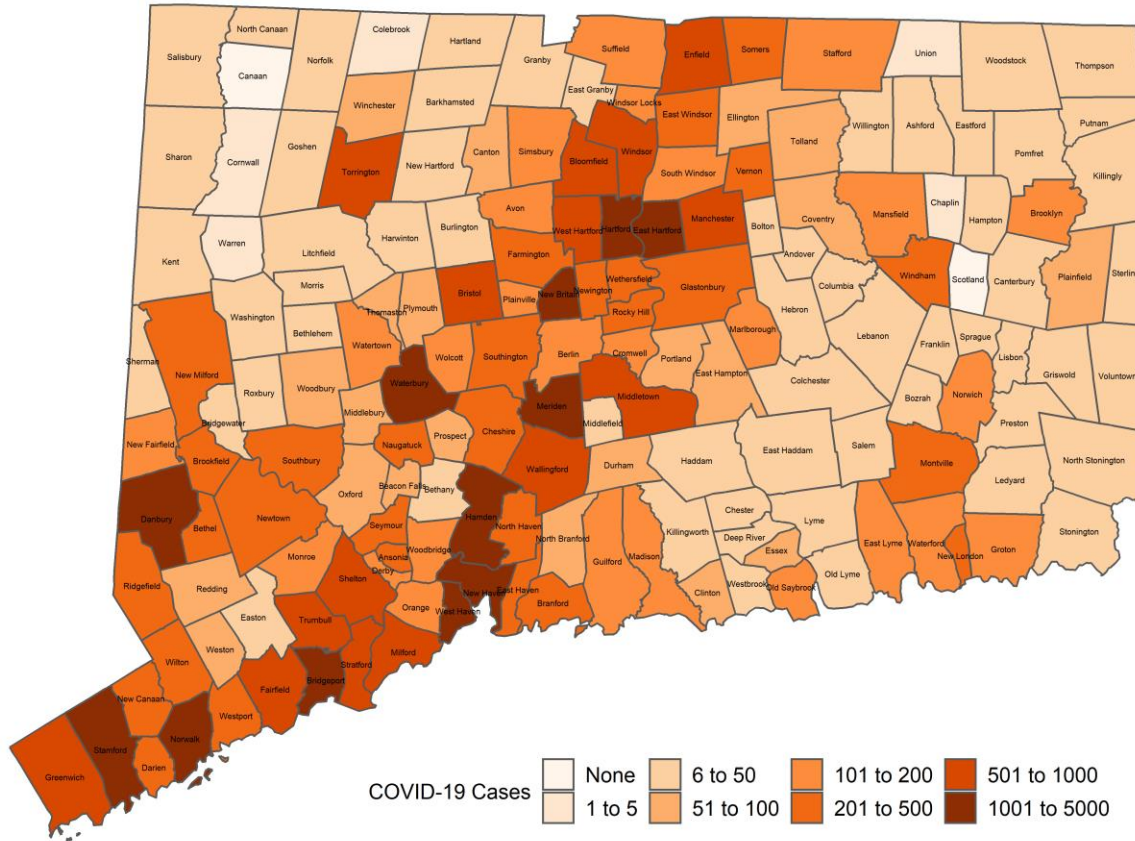 North Canaan
Colebrook
Hartland
Suffield
Enfield
Somers
Stafford
Union
Salisbury
Norfolk
Granby
Woodstock
Thompson
Canaan
East Granby
Winchester
Barkhamsted
Windsor Locks
East Windsor
Ellington
Willington
Ashford
Eastford
Putnam
Sharon
Cornwall
Goshen
Torrington
New Hartford
Canton
Simsbury
Bloomfield
Windsor
South Windsor
Vernon
Tolland
Pomfret
Killingly
Avon
Manchester
Mansfield
Chaplin
Hampton
Brooklyn
Kent
Warren
Litchfield
Harwinton
Burlington
Farmington
West Hartford
Hartford
East Hartford
Bolton
Coventry
Andover
Windham
Scotland
Canterbury
Plainfield
Sterlin
Morris
Bristol
Plainville
New Britain
Newington
Wethersfield
Glastonbury
Columbia
Washington
Bethlehem
Thomaston
Plymouth
Rocky Hill
Hebron
Lebanon
Sherman
New Milford
Watertown
Wolcott
Southington
Berlin
Cromwell
Portland
Marlborough
Franklin
Sprague
Lisbon
Griswold
Voluntown
Roxbury
Woodbury
Waterbury
Meriden
Middletown
East Hampton
Colchester
Bozrah
Norwich
Bridgewater
Middlebury
Middlefield
Preston
New Fairfield
Brookfield
Southbury
Naugatuck
Prospect
Cheshire
Wallingford
Durham
Haddam
East Haddam
Salem
Montville
North Stonington
Ledyard
Danbury
Bethel
Newtown
Oxford
Beacon Falls
Bethany
Hamden
North Haven
North Branford
Killingworth
Chester
Deep River
Lyme
Seymour
Ansonia
Derby
Woodbridge
Guilford
Madison
Essex
East Lyme
Waterford
New London
Groton
Stonington
Ridgefield
Redding
Monroe
Shelton
Orange
New Haven
West Haven
East Haven
Branford
Clinton
Westbrook
Old Saybrook
Old Lyme
Easton
Trumbull
Wilton
Weston
Milford
Stratford
Bridgeport
Fairfield
New Canaan
Westport
Norwalk
Stamford
Darien
Greenwich
COVID-19 Cases
None
6 to 50
101 to 200
501 to 1000
1 to 5
51 to 100
201 to 500
1001 to 5000